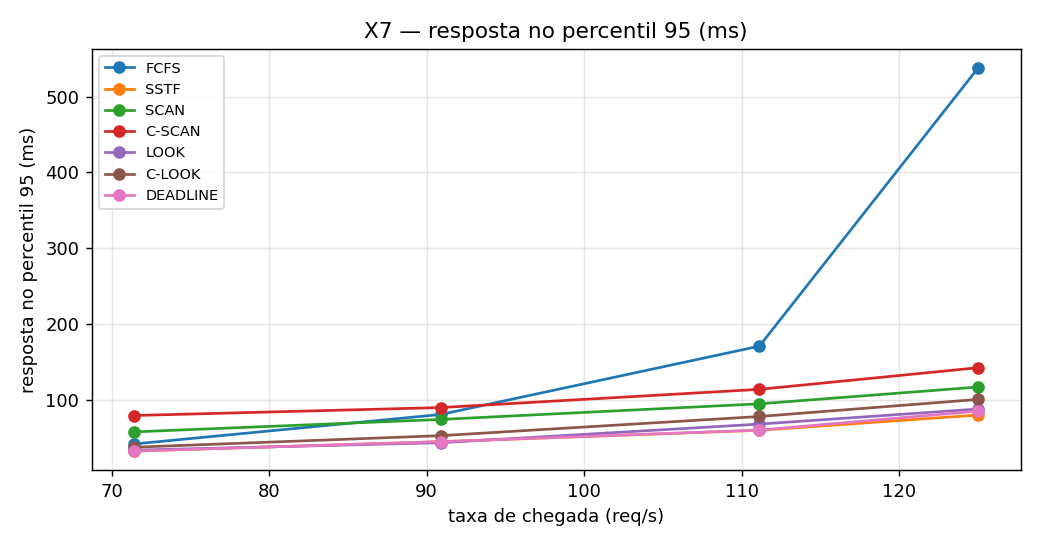 X7 — resposta no percentil 95 (ms)
resposta no percentil 95 (ms)
500
400
300
200
100
FCFS
SSTF
SCAN
C-SCAN
LOOK
C-LOOK
DEADLINE
70 80 90 100 110 120
taxa de chegada (req/s)